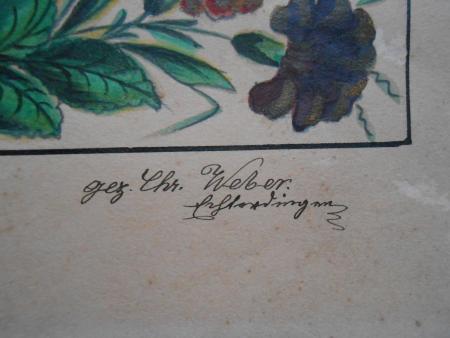 gez. Chr. Weber.
Echterdingen